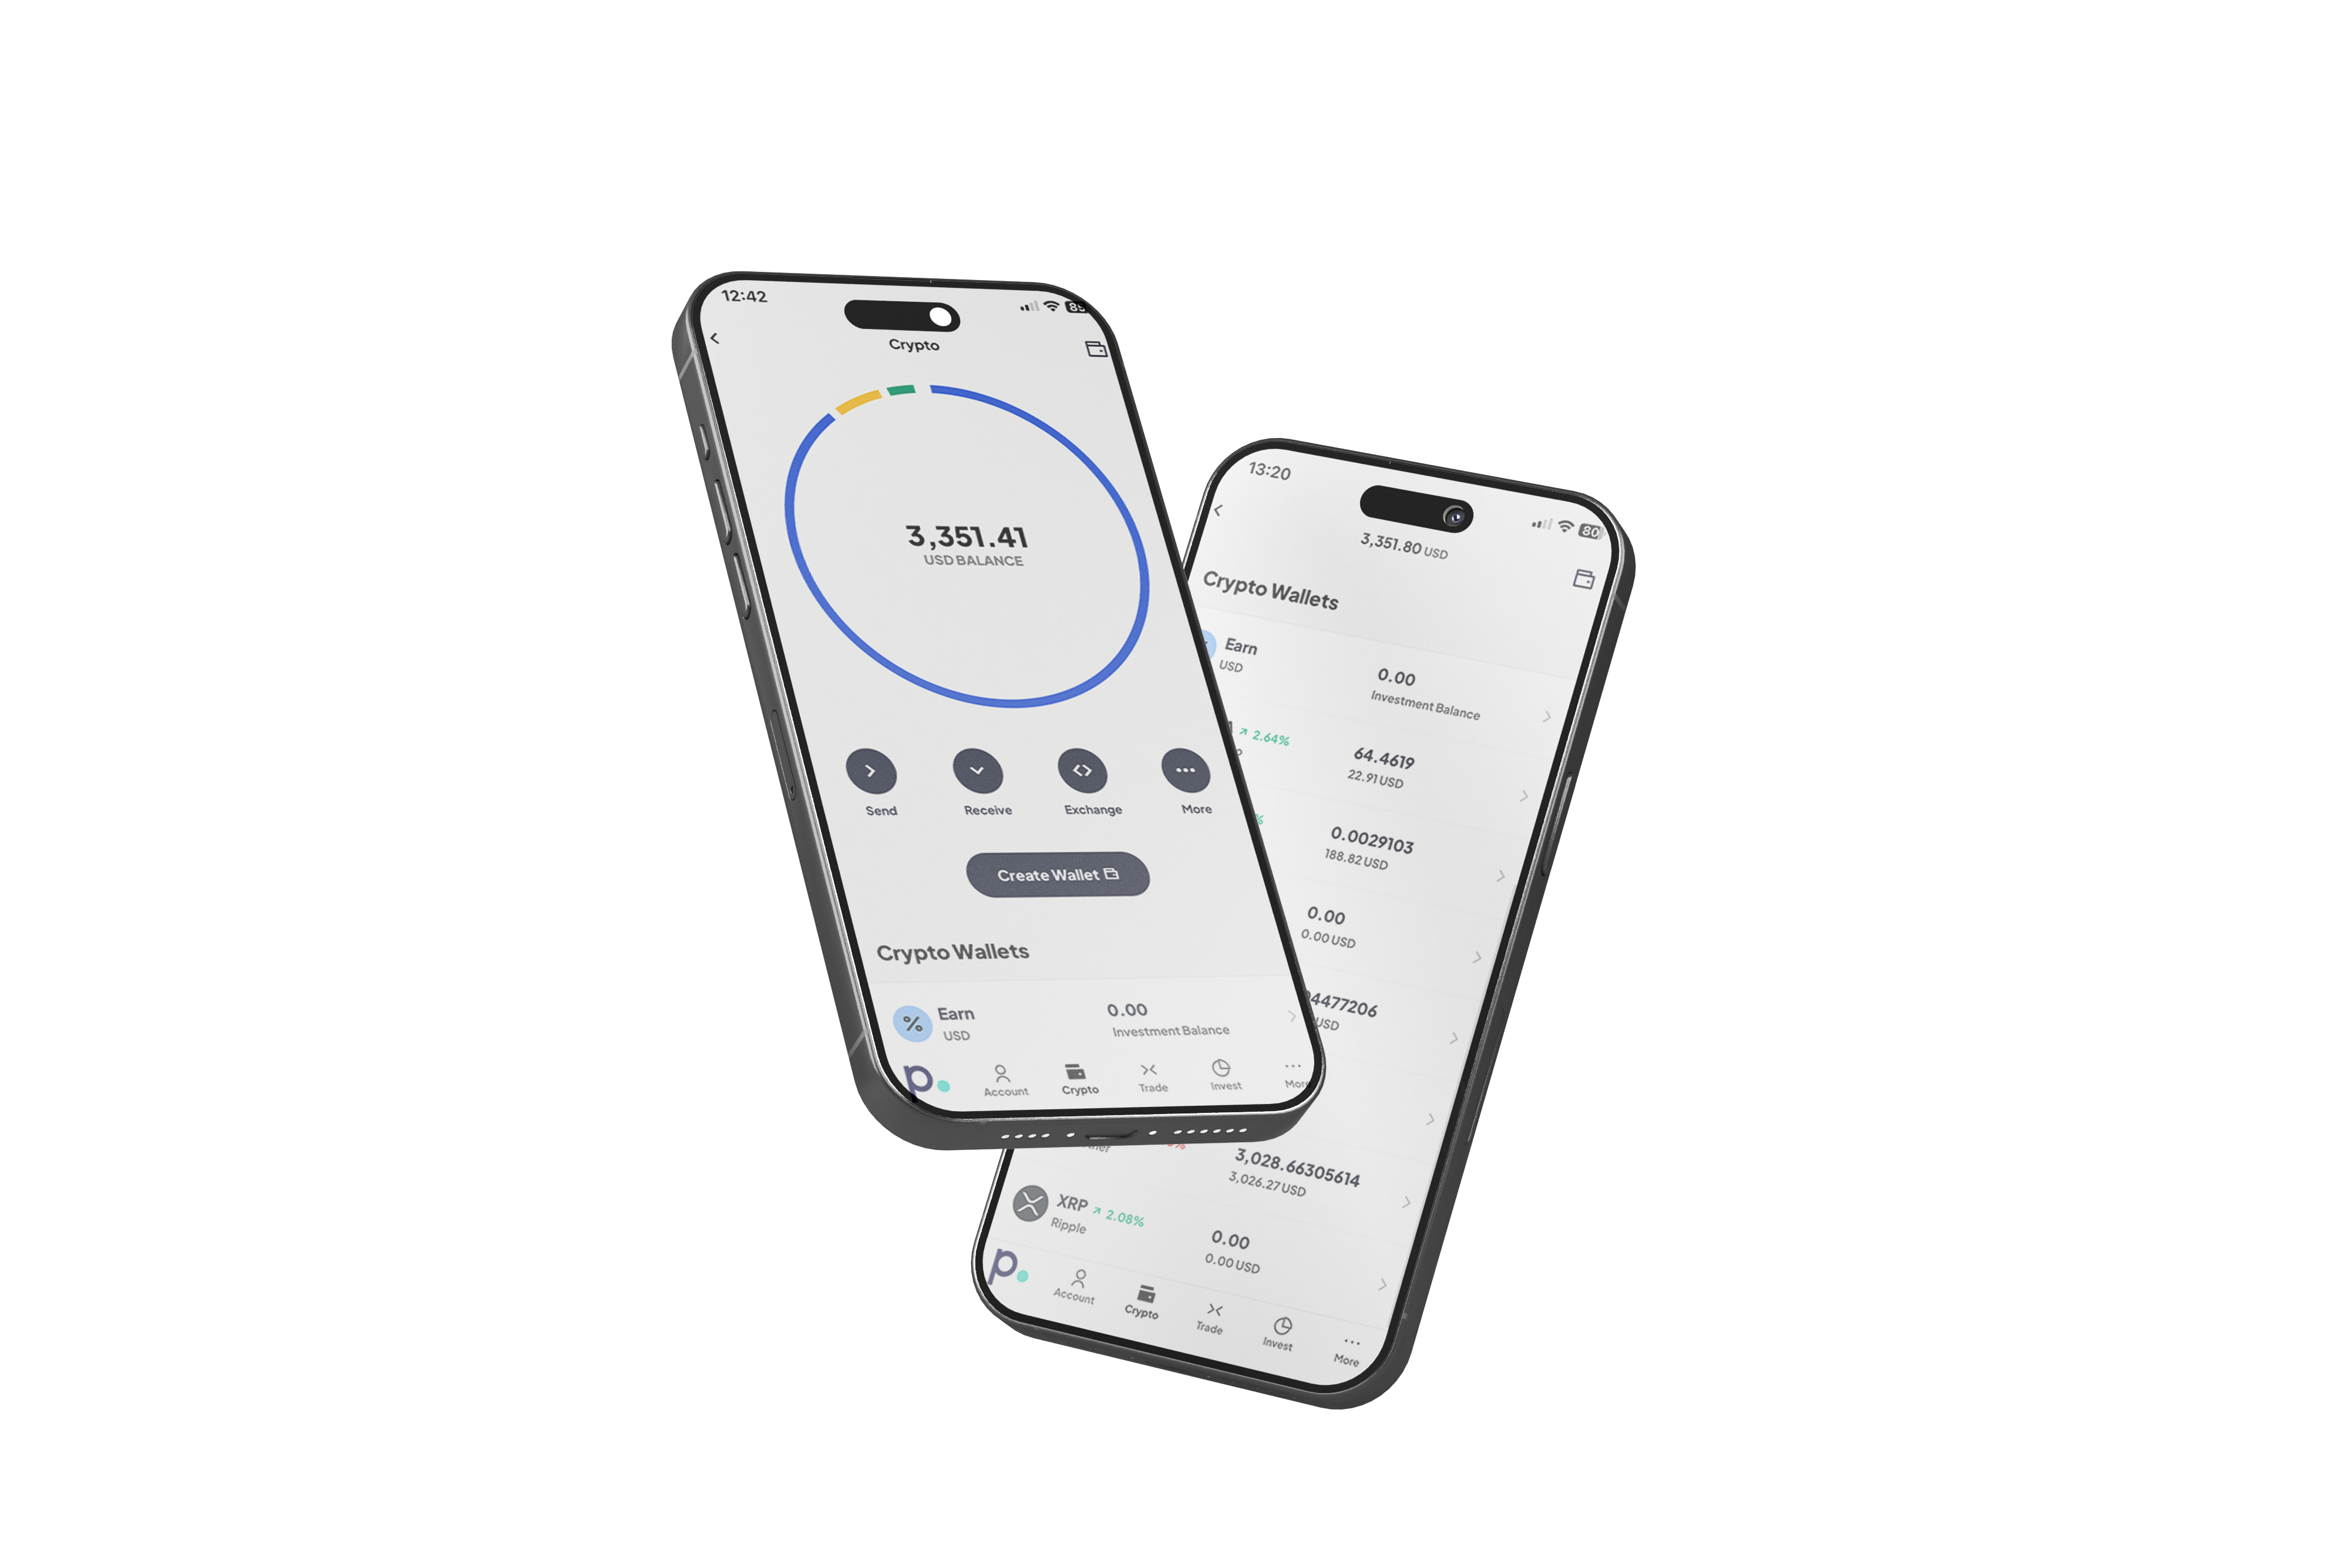 12:42
Crypto
3,351.41
USD BALANCE
Send
Receive
Exchange
More
Create Wallet
Crypto Wallets
Earn
USD
0.00
Investment Balance
p.
Account
Crypto
Trade
Invest
More
13:20
80
3,351.80 USD
Crypto Wallets
Earn
USD
0.00
Investment Balance
2.64%
64.4619
22.91 USD
%
0.0029103
188.82 USD
0.00
0.00 USD
4477206
USD
%
3,028.66305614
3,026.27 USD
XRP 2.08%
Ripple
0.00
0.00 USD
p.
Account
Crypto
Trade
Invest
More